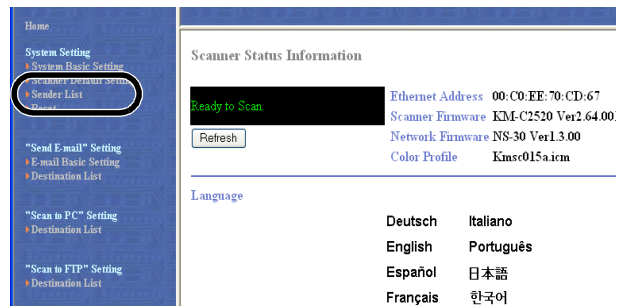 Home
System Setting
System Basic Setting
Scanner Default Setting
Sender List
Reset
"Send E-mail" Setting
E-mail Basic Setting
Destination List
"Scan to PC" Setting
Destination List
"Scan to FTP" Setting
Destination List
Scanner Status Information
Ready to Scan
Refresh
Ethernet Address 00:C0:EE:70:CD:67
Scanner Firmware KM-C2520 Ver2.64.001
Network Firmware NS-30 Ver1.3.00
Color Profile Kmsc015a.icm
Language
Deutsch Italiano
English Português
Español 日本語
Français 한국어